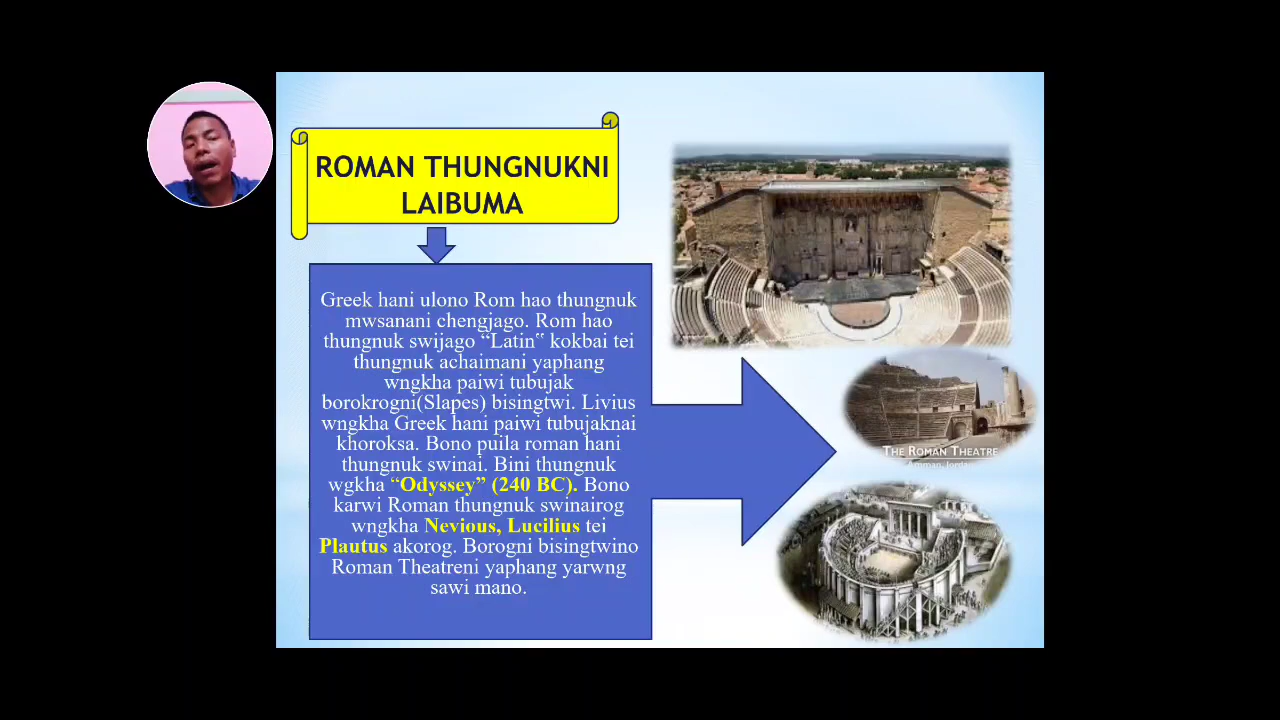 ROMAN THUNGNUKNI
LAIBUMA
Greek hani ulono Rom hao thungnuk
mwsanani chengjago. Rom hao
thungnuk swijago “Latin‟ kokbai tei
thungnuk achaimani yaphang
wngkha paiwi tubujak
borokrogni(Slapes) bisingtwi. Livius
wngkha Greek hani paiwi tubujaknai
khoroksa. Bono puila roman hani
thungnuk swinai. Bini thungnuk
wgkha “Odyssey” (240 BC). Bono
karwi Roman thungnuk swinairog
wngkha Nevious, Lucilius tei
Plautus akorog. Borogni bisingtwino
Roman Theatreni yaphang yarwng
sawi mano.
THE ROMAN THEATRE
Amman, Jorda